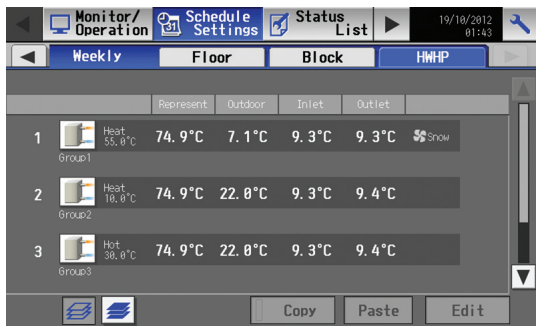 Monitor/ Operation
Schedule Settings
Status List
19/10/2012 01:43
31
Weekly Floor Block HWHP
Represent Outdoor Inlet Outlet
1 Heat 55.0°C 74.9°C 7.1°C 9.3°C 9.3°C Snow
Group1
2 Heat 10.0°C 74.9°C 22.0°C 9.3°C 9.4°C
Group2
3 Hot 30.0°C 74.9°C 22.0°C 9.3°C 9.4°C
Group3
Copy Paste Edit